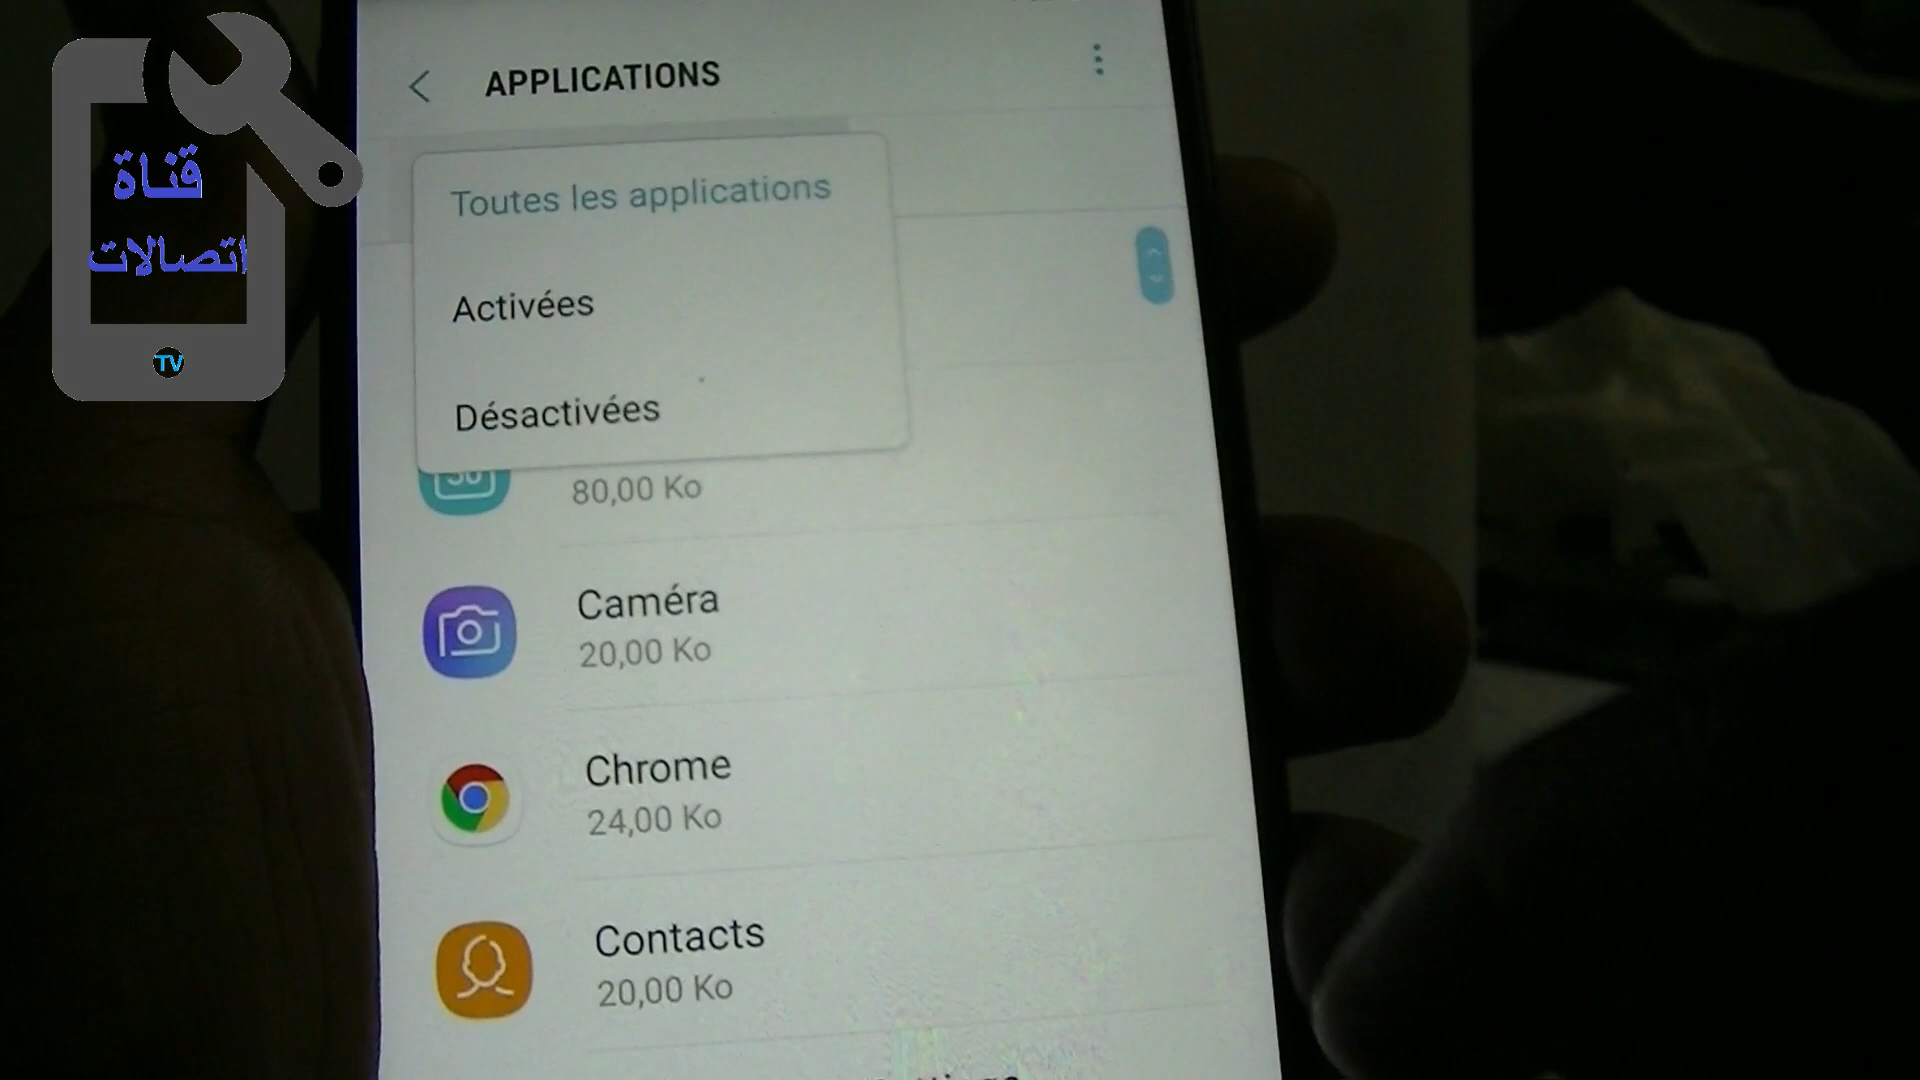 قناة
اتصالات
TV
APPLICATIONS
Toutes les applications
Activées
Désactivées
80,00 Ko
Caméra
20,00 Ko
Chrome
24,00 Ko
Contacts
20,00 Ko